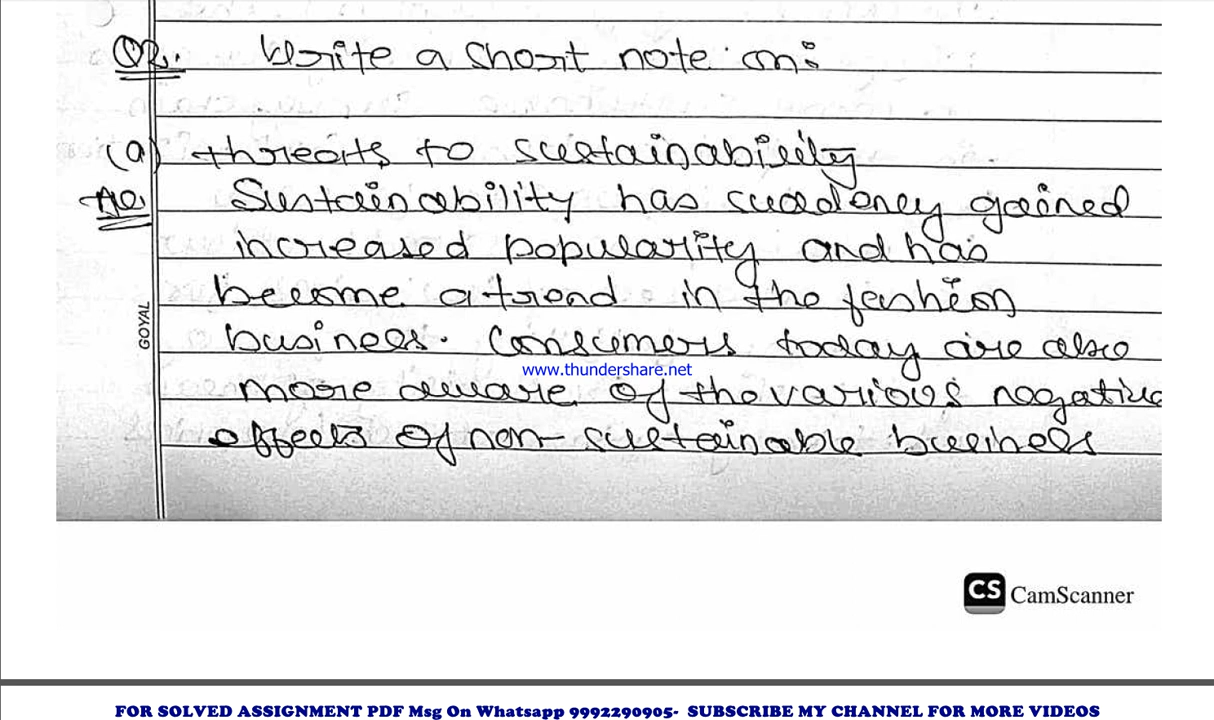 Q2. Write a short note on:
(a) threats to sustainability
Sustainability has suddeney gained
increased popularity and has
become a trend in the fashion
business. Consumers today are also
www.thundershare.net
more aware of the various negative
effects of non-sustainable business
GOYAL
CS CamScanner
FOR SOLVED ASSIGNMENT PDF Msg On Whatsapp 9992290905- SUBSCRIBE MY CHANNEL FOR MORE VIDEOS